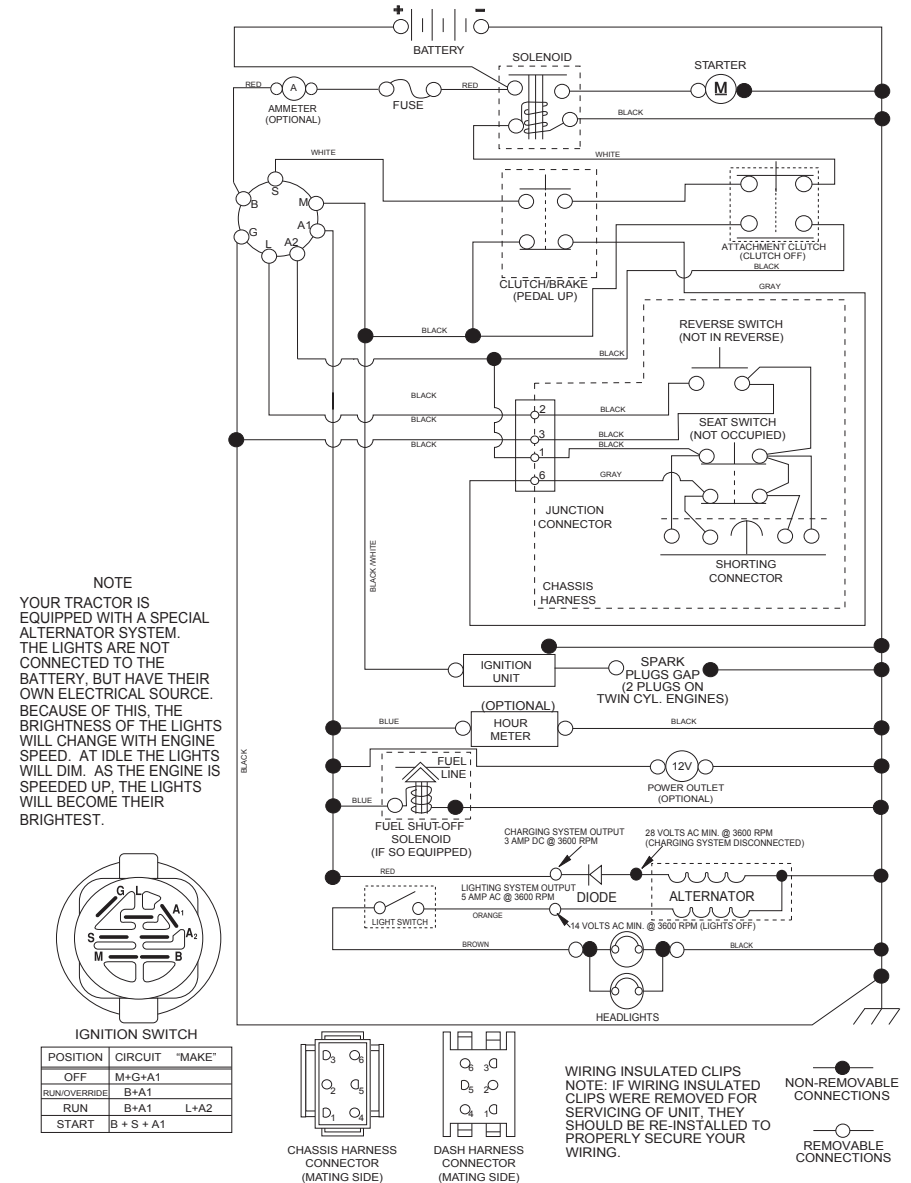 +
−
BATTERY
SOLENOID
STARTER
RED
A
AMMETER
(OPTIONAL)
FUSE
RED
M
BLACK
WHITE
WHITE
S
B
M
G
A1
L
A2
ATTACHMENT CLUTCH
(CLUTCH OFF)
BLACK
CLUTCH/BRAKE
(PEDAL UP)
GRAY
BLACK
REVERSE SWITCH
(NOT IN REVERSE)
BLACK
BLACK
2
BLACK
BLACK
SEAT SWITCH
(NOT OCCUPIED)
3
BLACK
BLACK
BLACK
1
6
GRAY
JUNCTION
CONNECTOR
BLACK /WHITE
SHORTING
CONNECTOR
CHASSIS
HARNESS
NOTE
YOUR TRACTOR IS
EQUIPPED WITH A SPECIAL
ALTERNATOR SYSTEM.
THE LIGHTS ARE NOT
CONNECTED TO THE
BATTERY, BUT HAVE THEIR
OWN ELECTRICAL SOURCE.
BECAUSE OF THIS, THE
BRIGHTNESS OF THE LIGHTS
WILL CHANGE WITH ENGINE
SPEED. AT IDLE THE LIGHTS
WILL DIM. AS THE ENGINE IS
SPEEDED UP, THE LIGHTS
WILL BECOME THEIR
BRIGHTEST.
IGNITION
UNIT
SPARK
PLUGS GAP
(2 PLUGS ON
TWIN CYL. ENGINES)
(OPTIONAL)
BLUE
HOUR
METER
BLACK
BLACK
FUEL
LINE
12V
POWER OUTLET
(OPTIONAL)
BLUE
FUEL SHUT-OFF
SOLENOID
(IF SO EQUIPPED)
CHARGING SYSTEM OUTPUT
3 AMP DC @ 3600 RPM
28 VOLTS AC MIN. @ 3600 RPM
(CHARGING SYSTEM DISCONNECTED)
RED
DIODE
ALTERNATOR
LIGHTING SYSTEM OUTPUT
5 AMP AC @ 3600 RPM
LIGHT SWITCH
ORANGE
14 VOLTS AC MIN. @ 3600 RPM (LIGHTS OFF)
BROWN
BLACK
HEADLIGHTS
G
L
A1
A2
S
M
B
IGNITION SWITCH
POSITION CIRCUIT "MAKE"
OFF M+G+A1
RUN/OVERRIDE B+A1
RUN B+A1 L+A2
START B + S + A1
3 6
2 5
1 4
CHASSIS HARNESS
CONNECTOR
(MATING SIDE)
6 3
5 2
4 1
DASH HARNESS
CONNECTOR
(MATING SIDE)
WIRING INSULATED CLIPS
NOTE: IF WIRING INSULATED
CLIPS WERE REMOVED FOR
SERVICING OF UNIT, THEY
SHOULD BE RE-INSTALLED TO
PROPERLY SECURE YOUR
WIRING.
NON-REMOVABLE
CONNECTIONS
REMOVABLE
CONNECTIONS